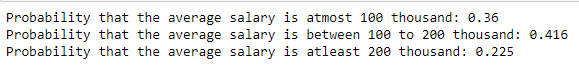 Probability that the average salary is atmost 100 thousand: 0.36
Probability that the average salary is between 100 to 200 thousand: 0.416
Probability that the average salary is atleast 200 thousand: 0.225